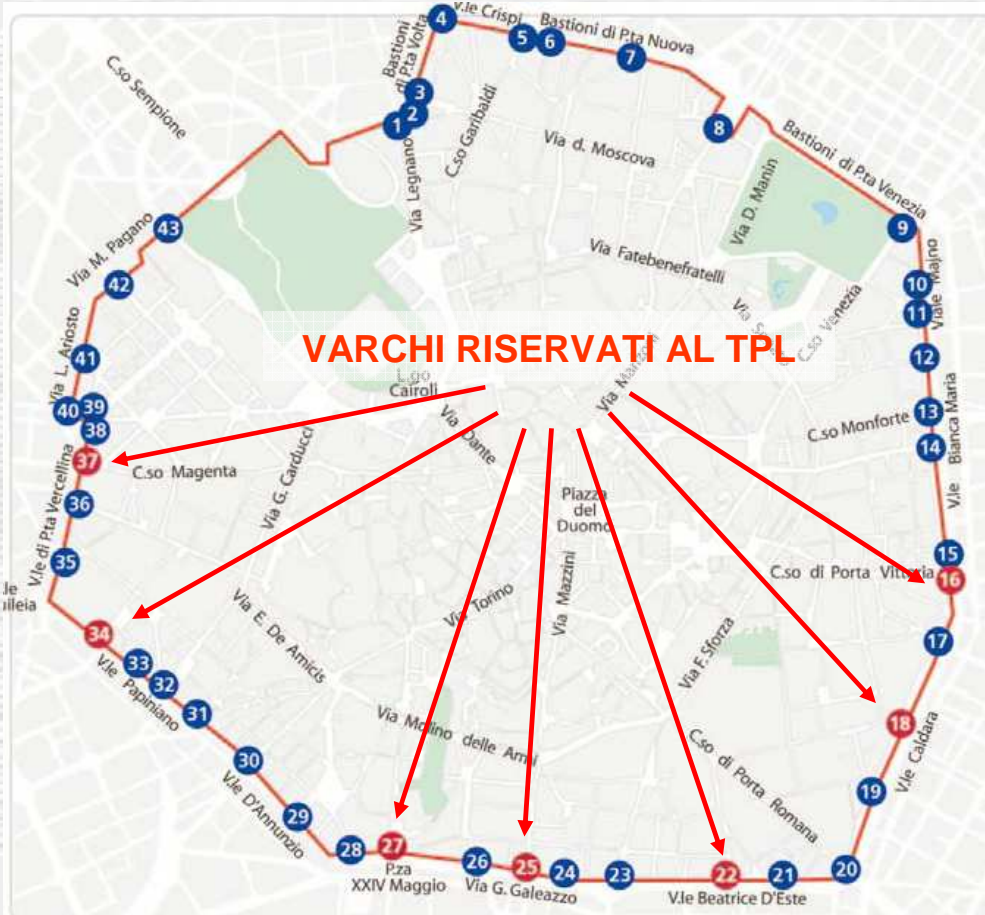 4
V.le Crispi
5
6
Bastioni di P.ta Nuova
7
Bastioni
di P.ta Volta
3
2
1
C.so Sempione
C.so Garibaldi
Via Legnano
Via d. Moscova
8
Bastioni di P.ta Venezia
Via D. Manin
9
43
Via M. Pagano
42
Via Fatebenefratelli
C.so Venezia
10
11
Viale Majno
VARCHI RISERVATI AL TPL
Via L. Ariosto
41
L.go
Cairoli
Via Manzoni
12
40
39
38
37
Via Dante
C.so Monforte
13
14
V.le Bianca Maria
C.so Magenta
Via G. Carducci
V.le di P.ta Vercellina
36
35
Piazza
del
Duomo
15
C.so di Porta Vittoria
16
34
Via E. De Amicis
Via Torino
Via Mazzini
Via F. Sforza
17
33
32
31
V.le Papiniano
18
V.le Caldara
Via Molino delle Armi
C.so di Porta Romana
30
V.le D'Annunzio
29
19
28
27
P.za
XXIV Maggio
26
Via G. Galeazzo
25
24
23
22
V.le Beatrice D'Este
21
20